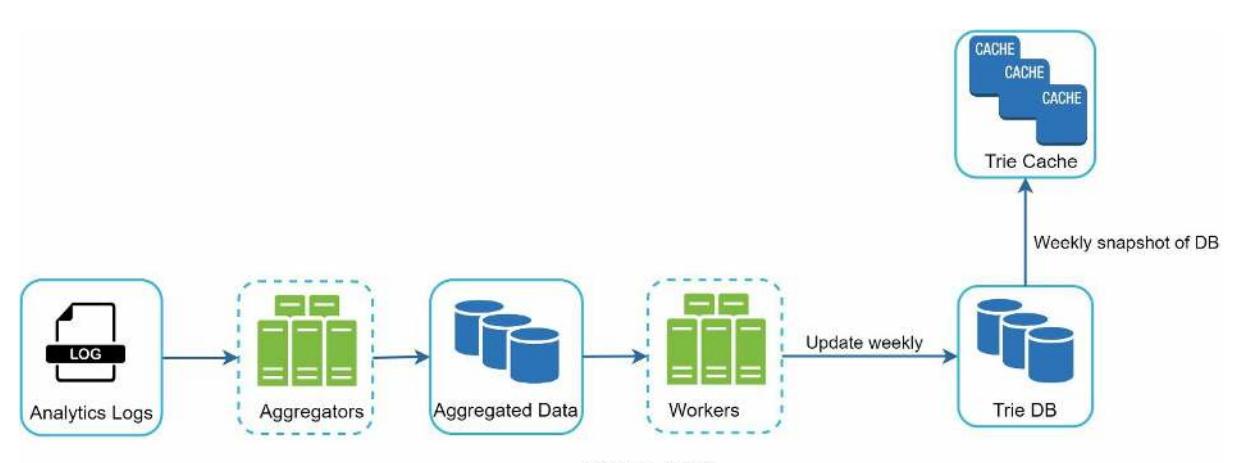 CACHE
CACHE
CACHE
Trie Cache
Weekly snapshot of DB
LOG
Update weekly
Analytics Logs
Aggregators
Aggregated Data
Workers
Trie DB